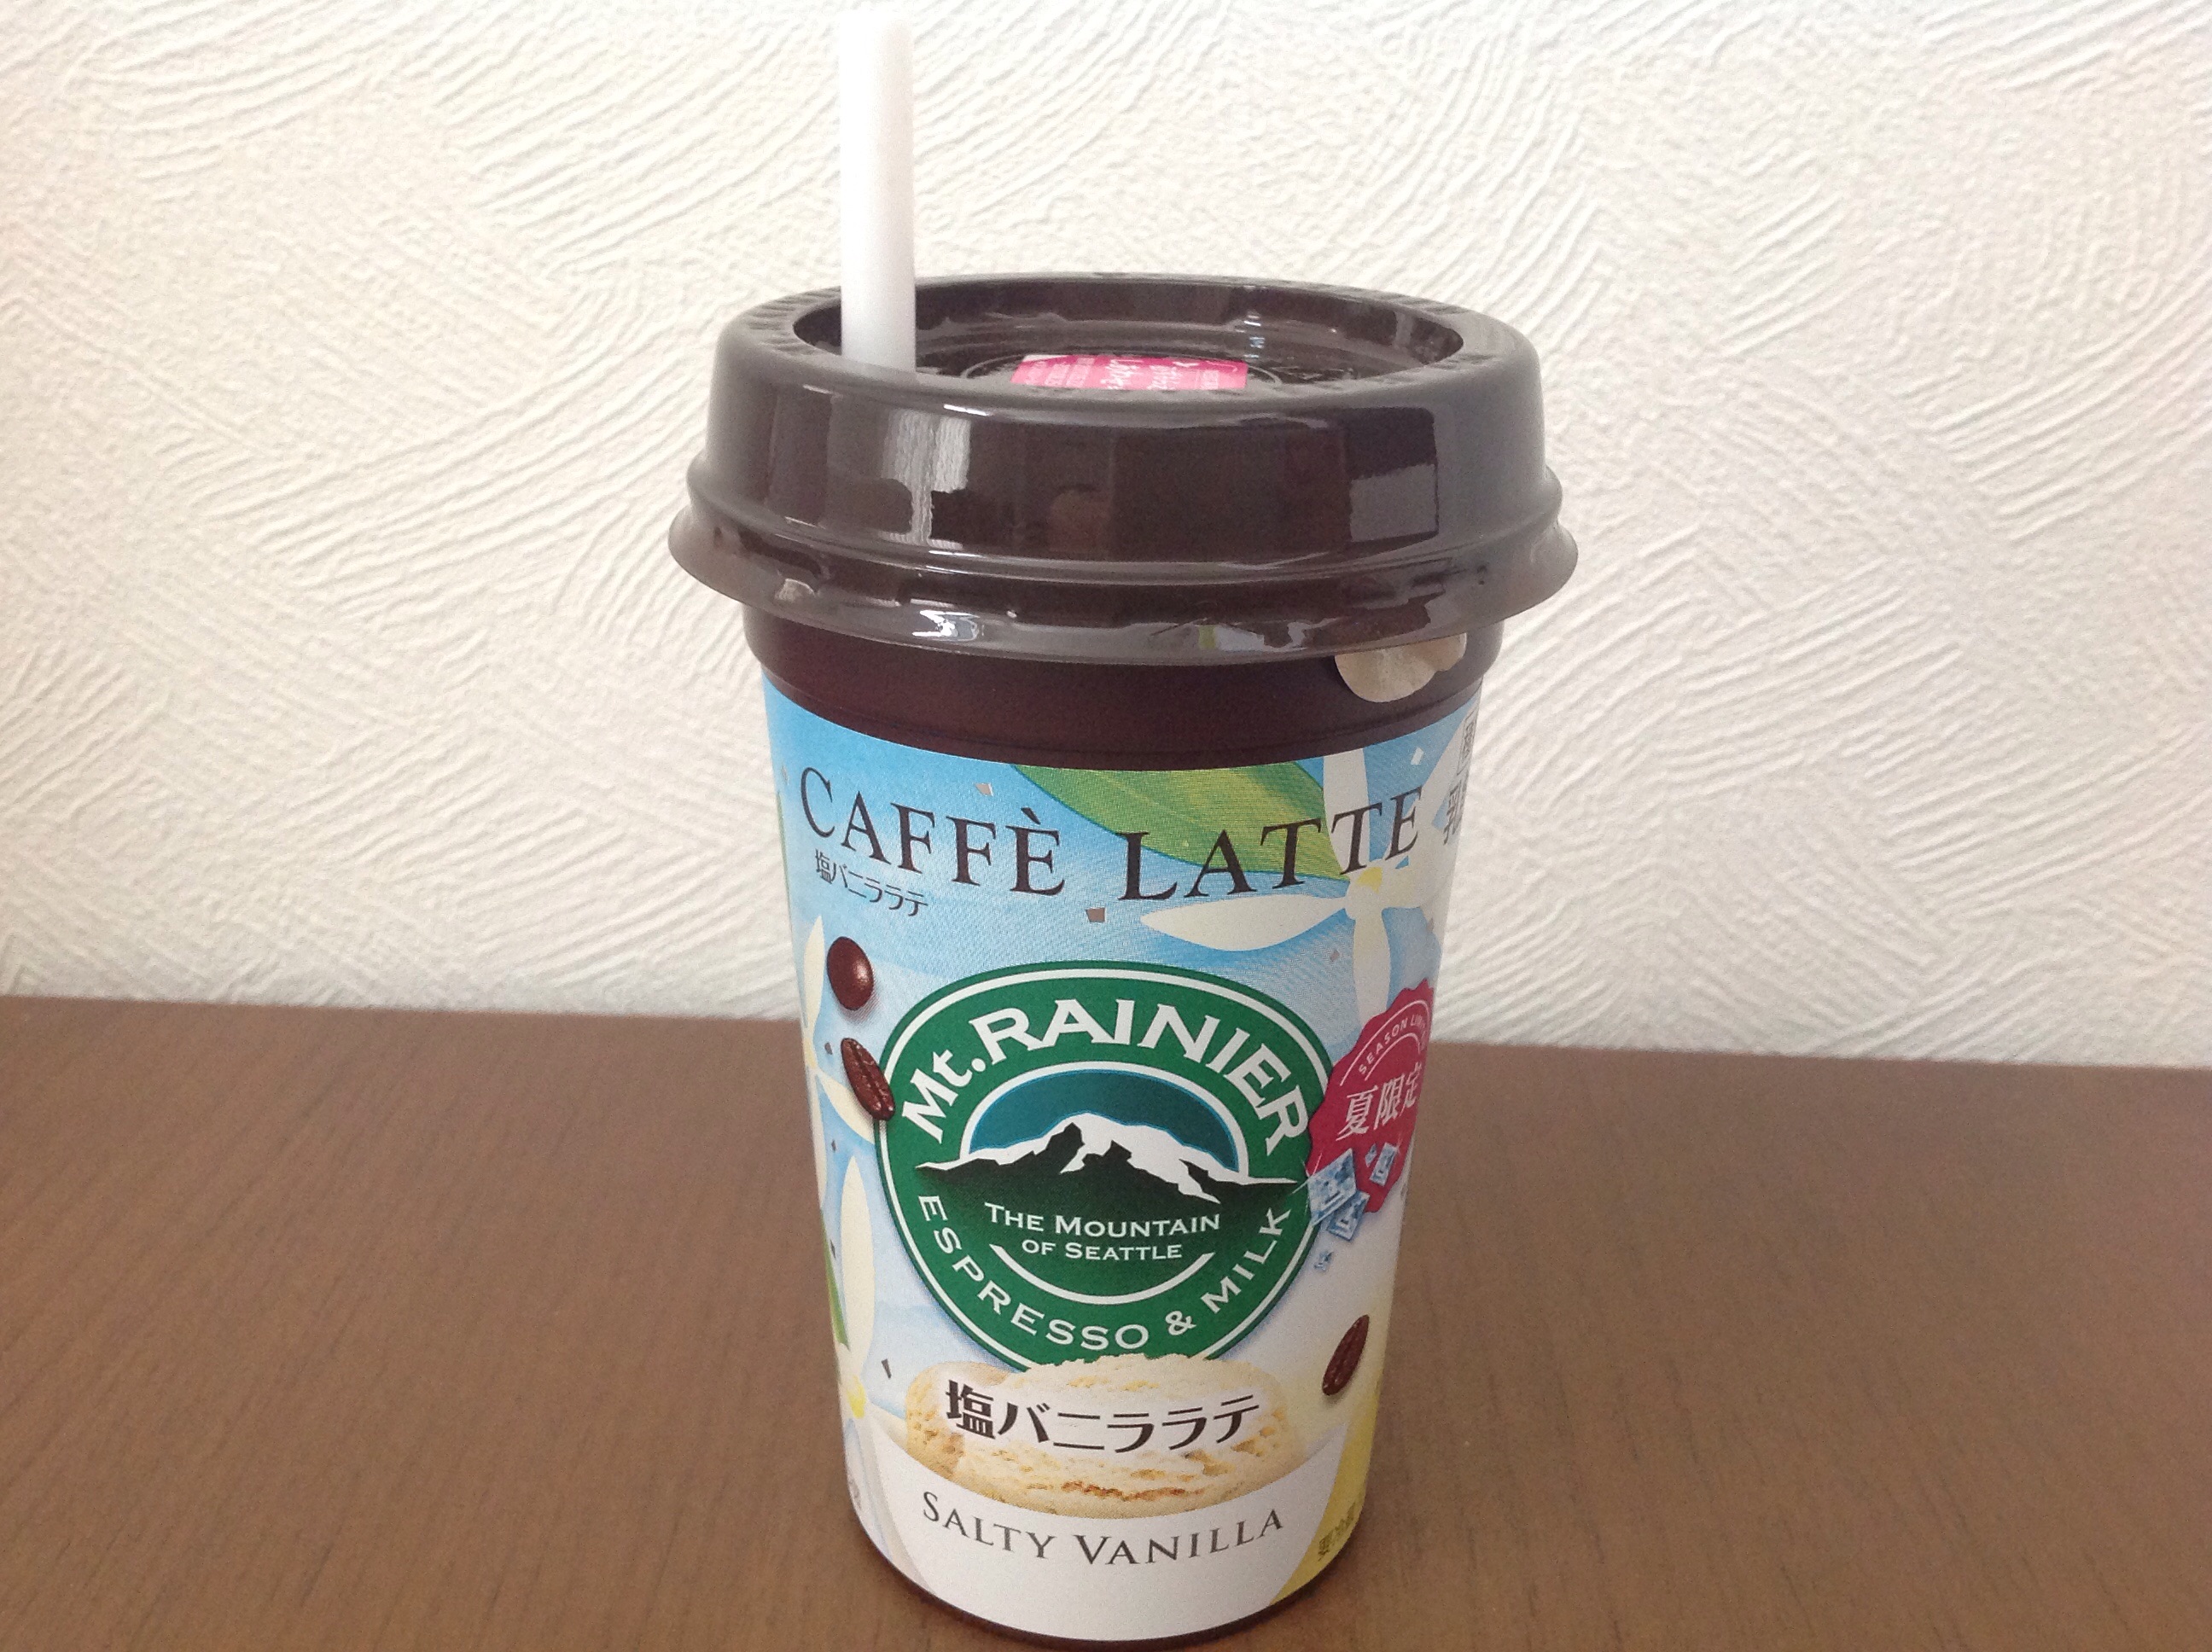 CAFFÈ LATTE
塩バニララテ
Mt. RAINIER
THE MOUNTAIN
OF SEATTLE
ESPRESSO & MILK
SEASON
夏限定
塩バニララテ
SALTY VANILLA